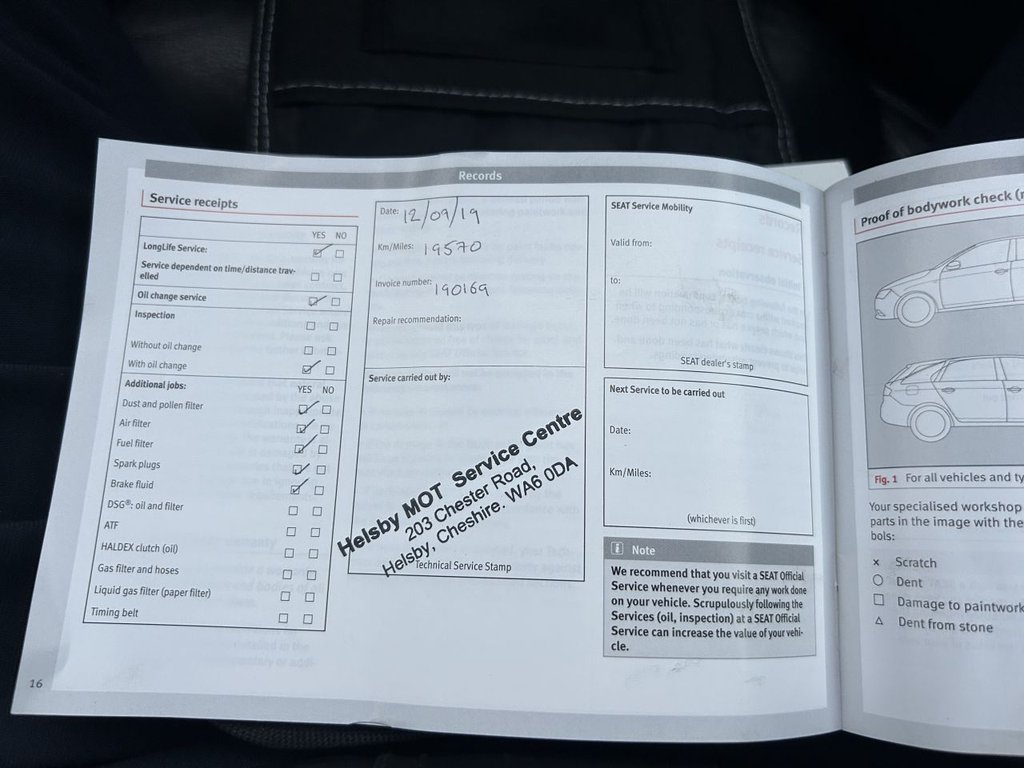 Records
Service receipts
YES NO
LongLife Service:
Service dependent on time/distance trav-
elled
Oil change service
Inspection
Without oil change
With oil change
Additional jobs: YES NO
Dust and pollen filter
Air filter
Fuel filter
Spark plugs
Brake fluid
DSG®: oil and filter
ATF
HALDEX clutch (oil)
Gas filter and hoses
Liquid gas filter (paper filter)
Timing belt
16
Date: 12/09/19
Km/Miles: 19570
Invoice number: 190169
Repair recommendation:
Service carried out by:
Helsby MOT Service Centre
203 Chester Road,
Helsby, Cheshire. WA6 0DA
Technical Service Stamp
SEAT Service Mobility
Valid from:
to:
SEAT dealer's stamp
Next Service to be carried out
Date:
Km/Miles:
(whichever is first)
i Note
We recommend that you visit a SEAT Official
Service whenever you require any work done
on your vehicle. Scrupulously following the
Services (oil, inspection) at a SEAT Official
Service can increase the value of your vehi-
cle.
Proof of bodywork check
Fig. 1 For all vehicles and
Your specialised workshop
parts in the image with the
bols:
x Scratch
○ Dent
□ Damage to paintwork
△ Dent from stone